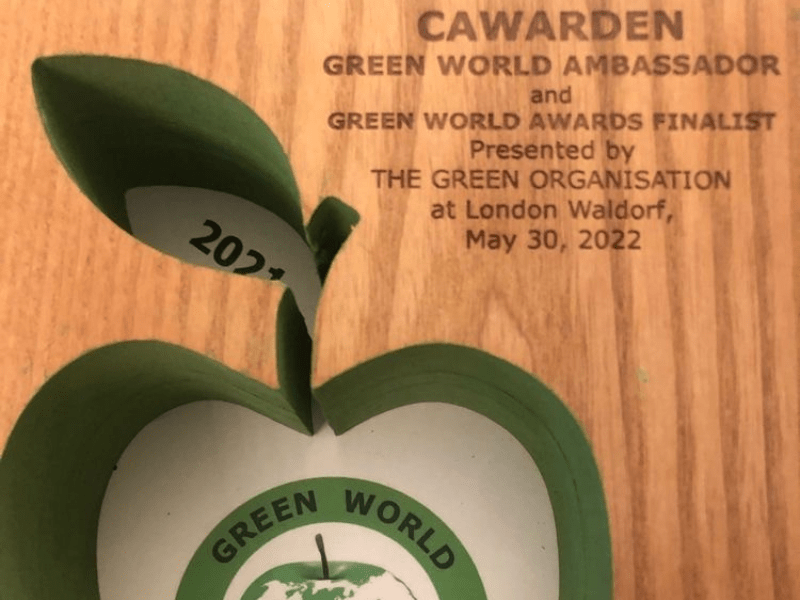 CAWARDEN
GREEN WORLD AMBASSADOR
and
GREEN WORLD AWARDS FINALIST
Presented by
THE GREEN ORGANISATION
at London Waldorf,
May 30, 2022
2021
GREEN WORLD